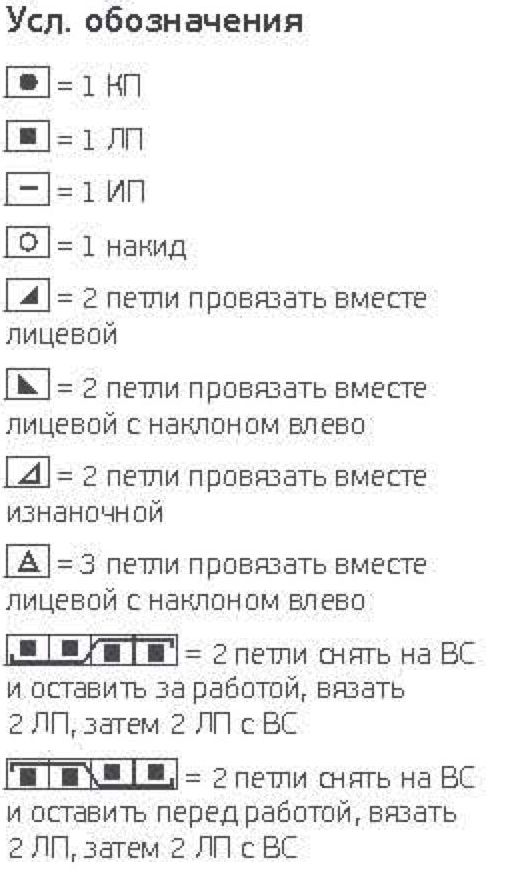 Усл. обозначения
= 1 КП
= 1 ЛП
= 1 ИП
= 1 накид
= 2 петли провязать вместе
лицевой
= 2 петли провязать вместе
лицевой с наклоном влево
= 2 петли провязать вместе
изнаночной
= 3 петли провязать вместе
лицевой с наклоном влево
= 2 петли снять на ВС
и оставить за работой, вязать
2 ЛП, затем 2 ЛП с ВС
= 2 петли снять на ВС
и оставить перед работой, вязать
2 ЛП, затем 2 ЛП с ВС